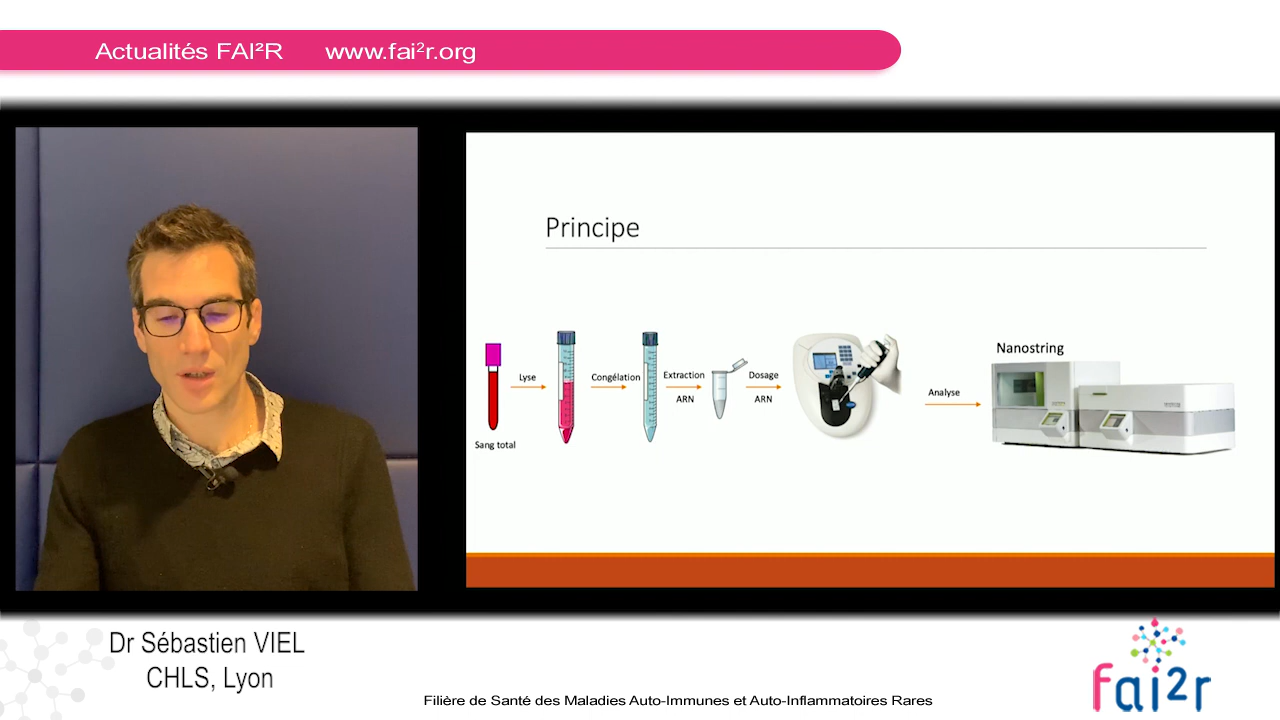 Actualités FAI²R www.fai²r.org
Principe
Nanostring
Lyse
Congélation
Extraction
ARN
Dosage
ARN
Analyse
Sang total
Dr Sébastien VIEL
CHLS, Lyon
Filière de Santé des Maladies Auto-Immunes et Auto-Inflammatoires Rares
fai2r